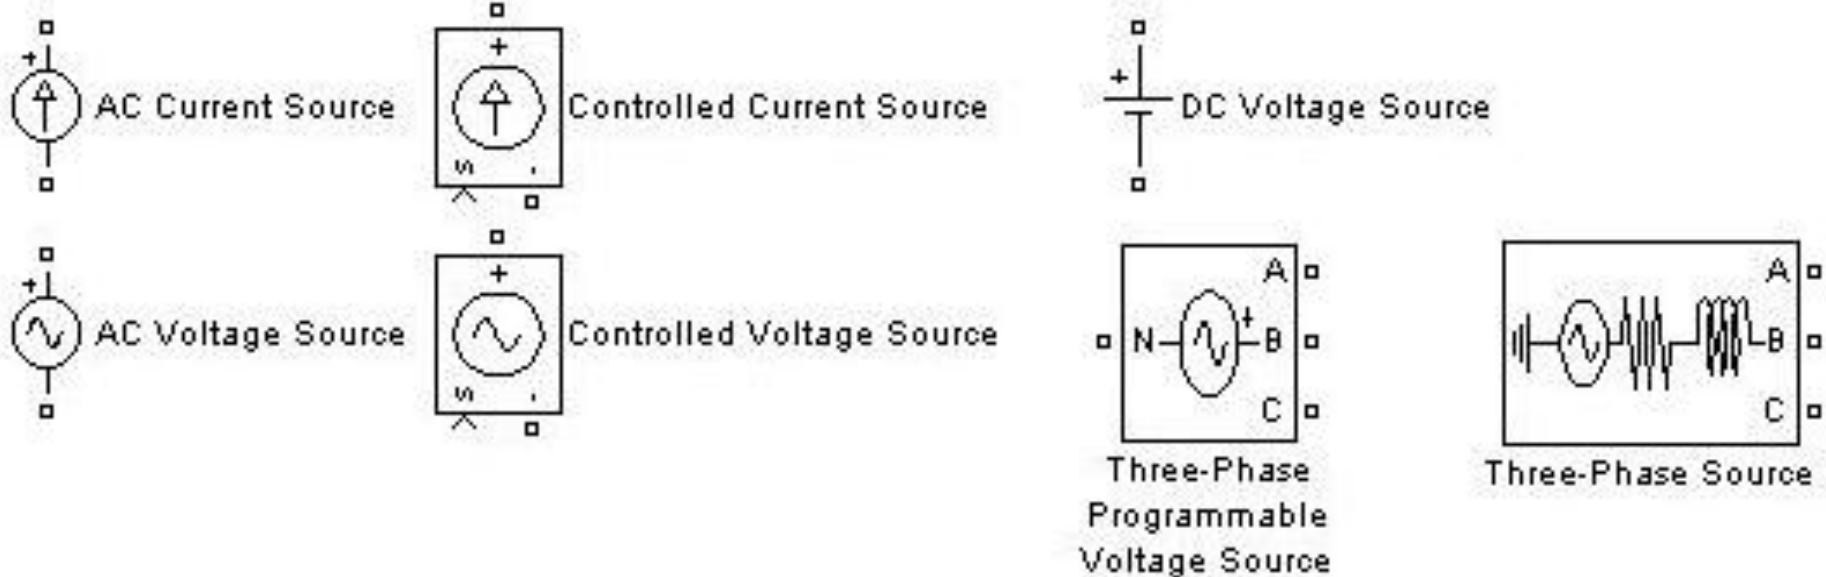 +
AC Current Source
+
s -
Controlled Current Source
+
DC Voltage Source
+
AC Voltage Source
+
s -
Controlled Voltage Source
A
N + B
C
Three-Phase
Programmable
Voltage Source
A
B
C
Three-Phase Source